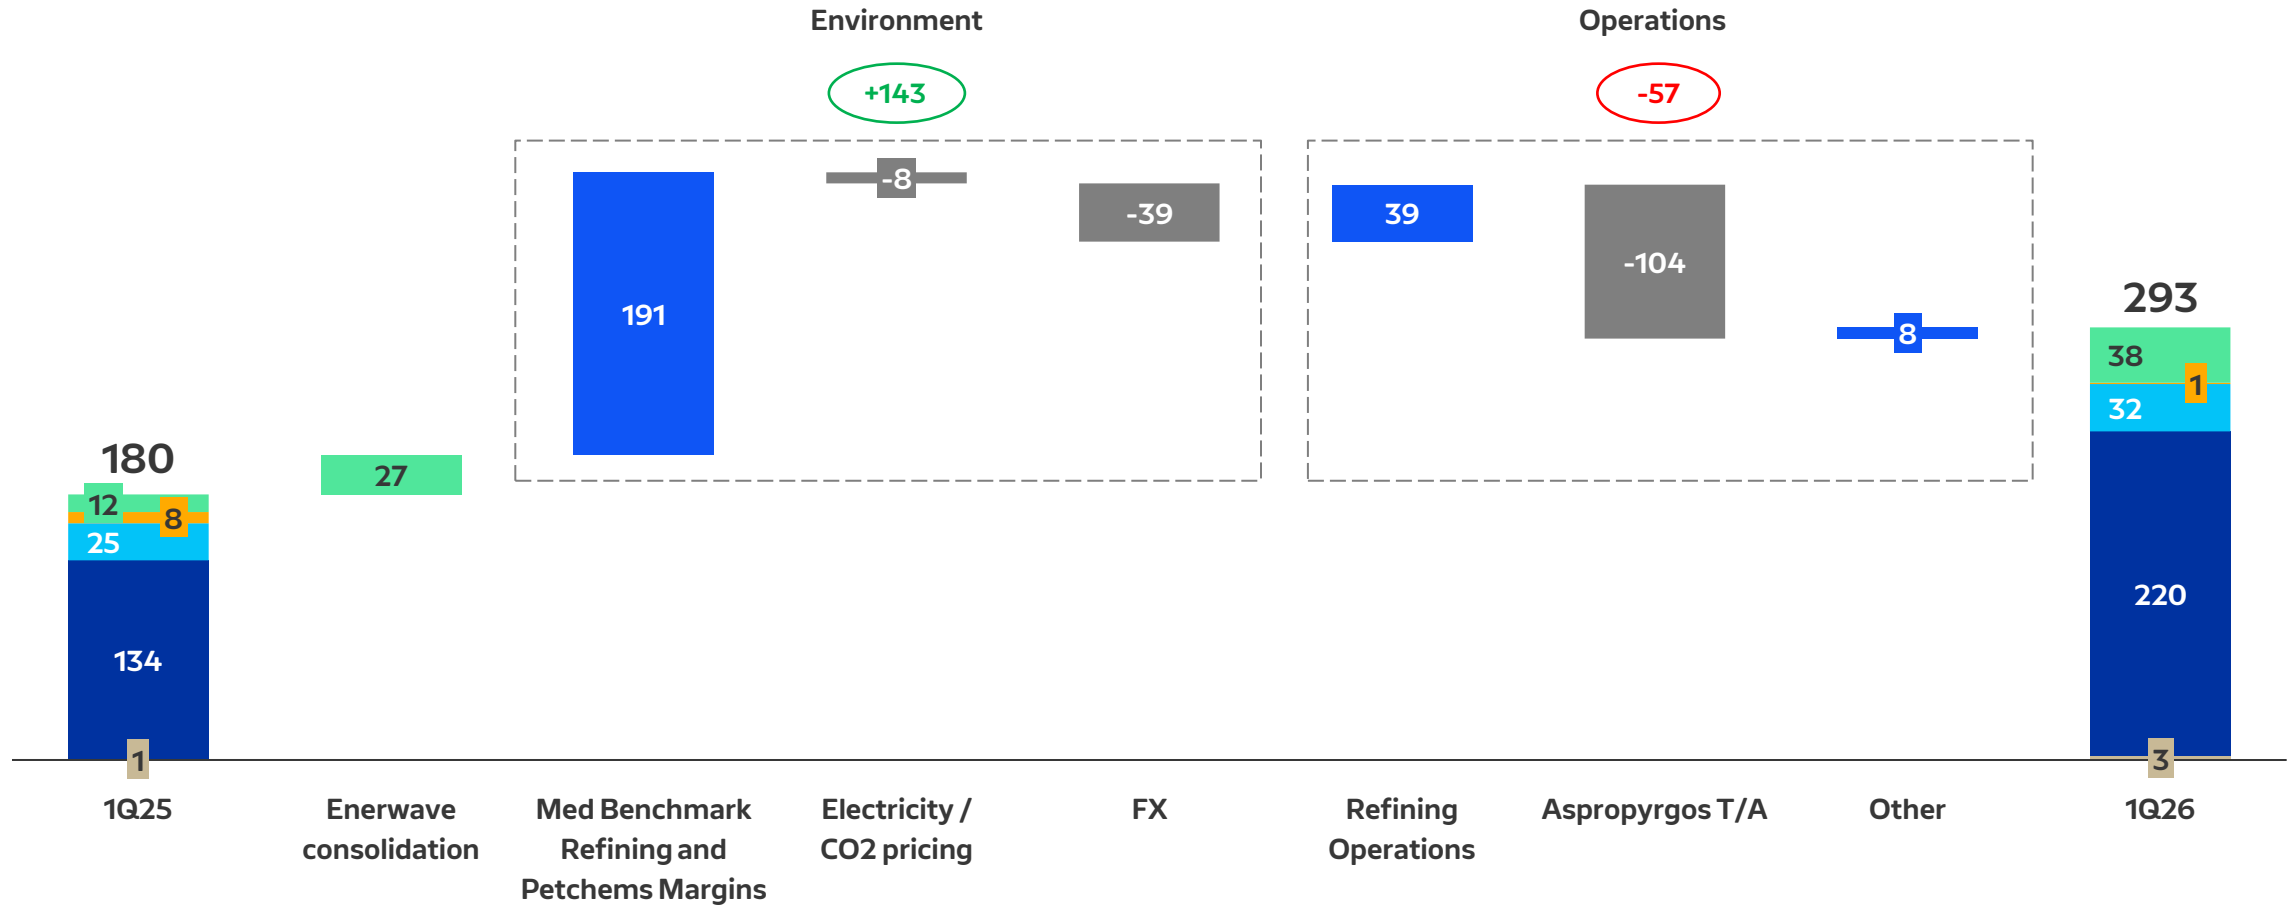 Environment
Operations
+143
-57
191
-8
-39
39
-104
8
27
180
12
8
25
134
1
293
38
1
32
220
3
1Q25
Enerwave
consolidation
Med Benchmark
Refining and
Petchems Margins
Electricity /
CO2 pricing
FX
Refining
Operations
Aspropyrgos T/A
Other
1Q26